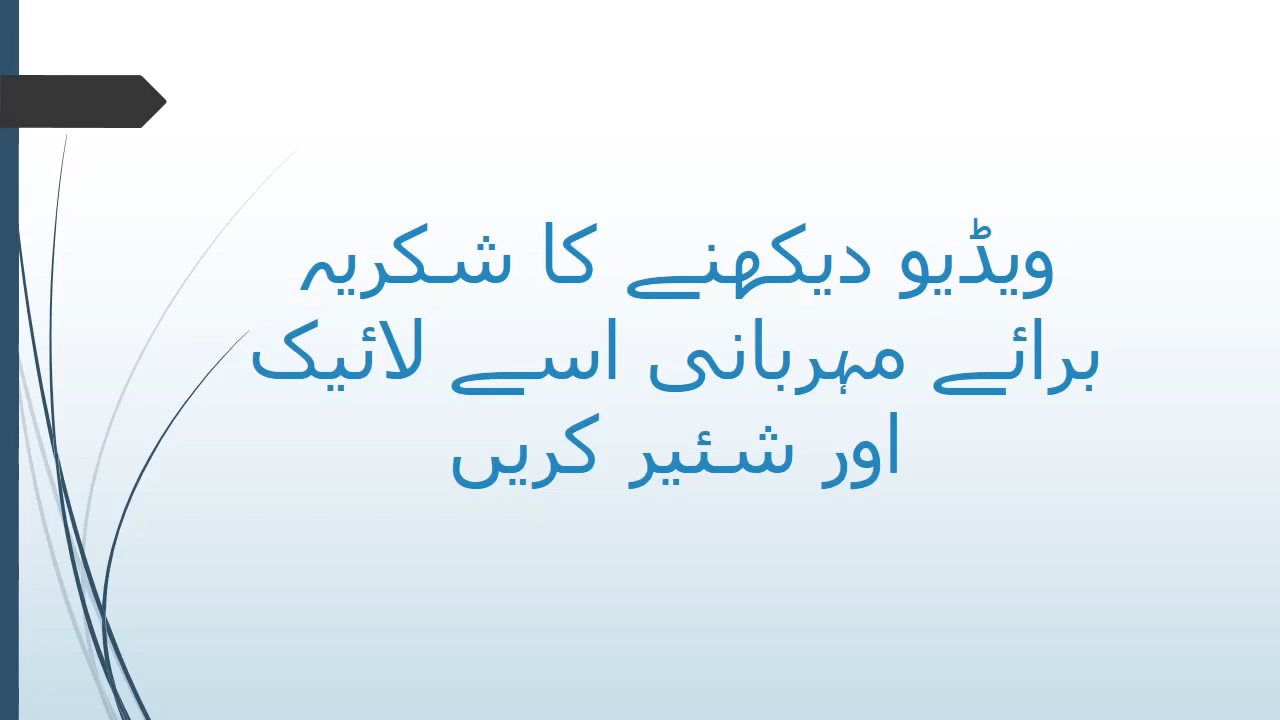 ویڈیو دیکھنے کا شکریہ
برائے مہربانی اسے لائیک
اور شئیر کریں